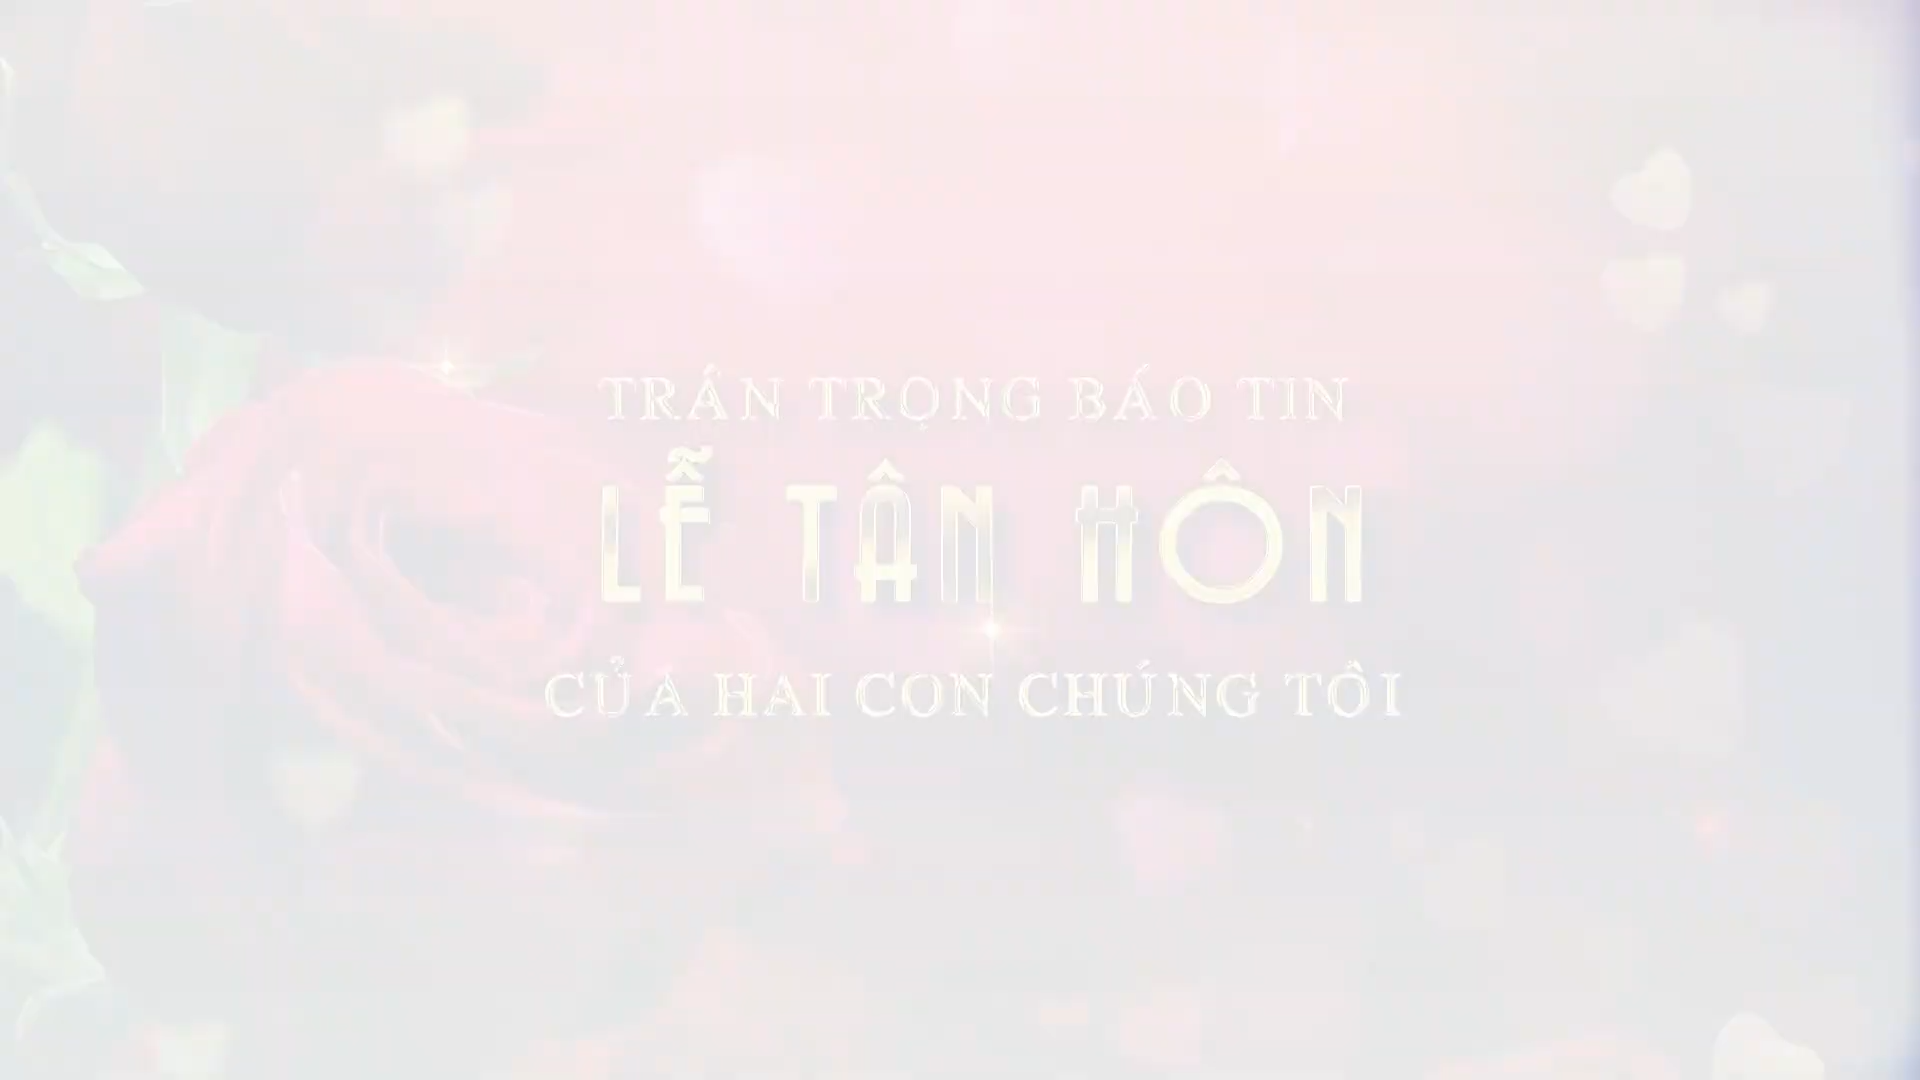 TRÂN TRỌNG BÁO TIN
LỄ TÂN HÔN
CỦA HAI CON CHÚNG TÔI